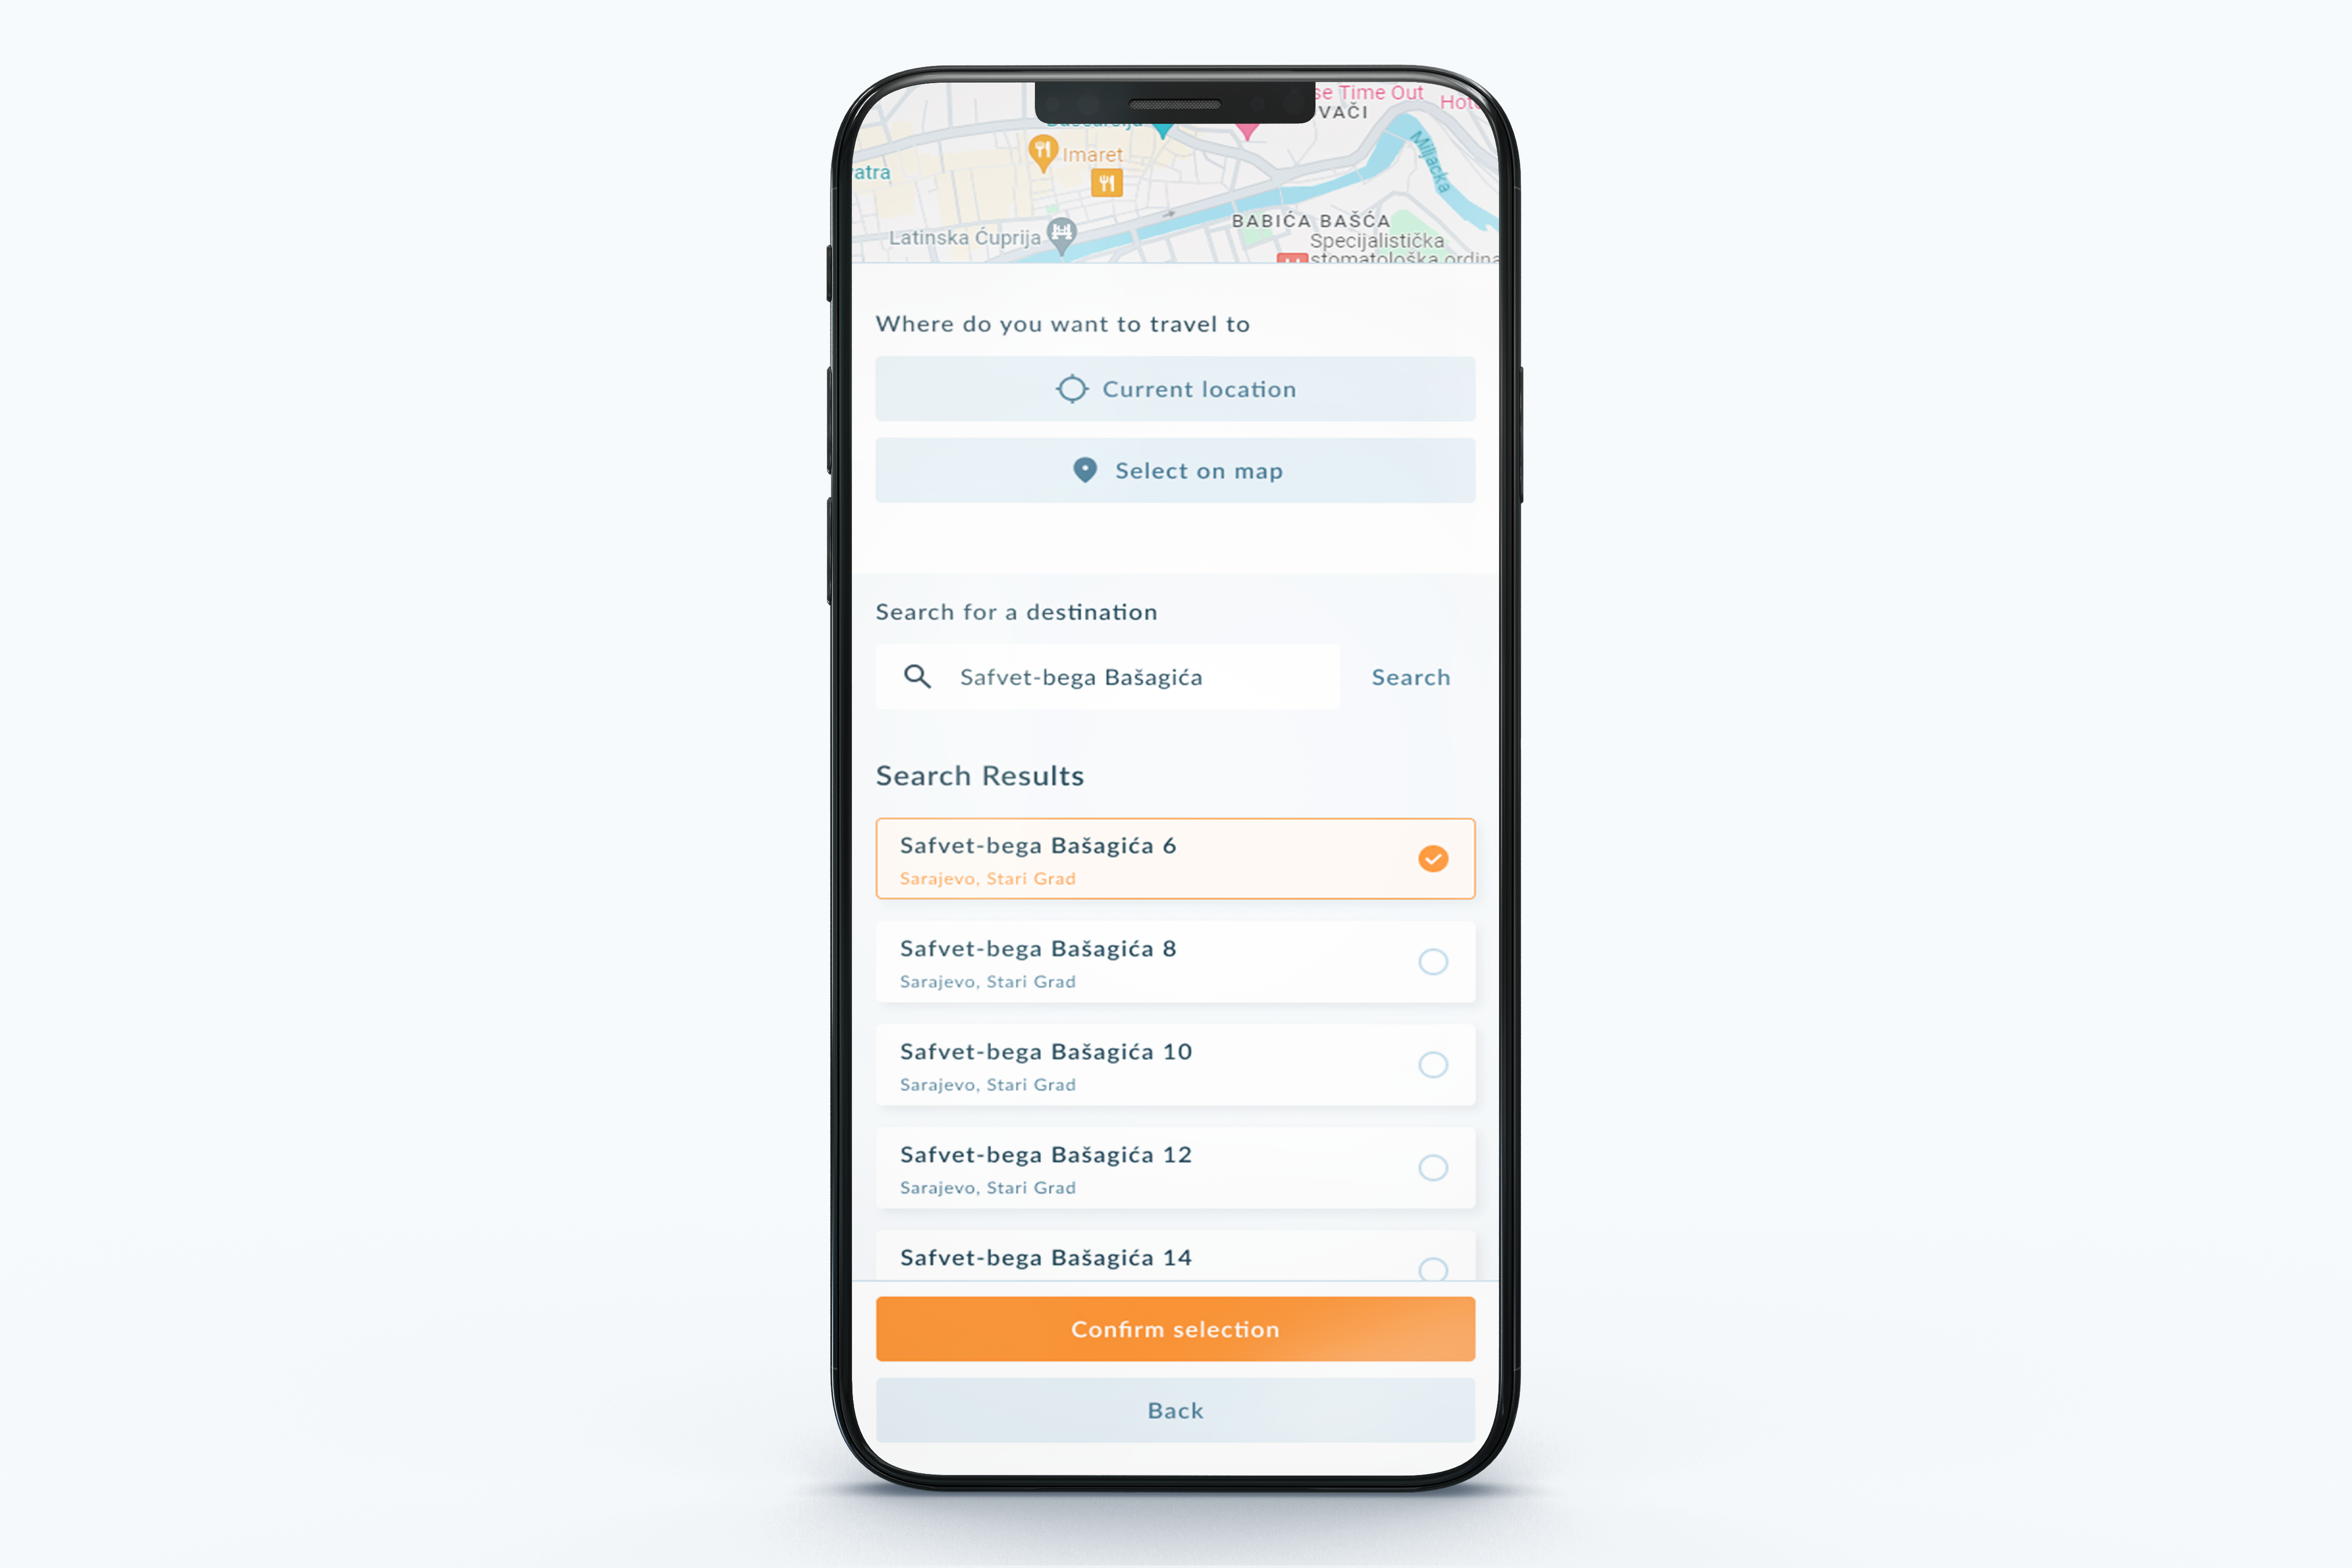 se Time Out
Hot
VAČI
Imaret
atra
Miljacka
BABIĆA BAŠĆA
Latinska Ćuprija
Specijalistička
stomatološka ordina
Where do you want to travel to
Current location
Select on map
Search for a destination
Safvet-bega Bašagića
Search
Search Results
Safvet-bega Bašagića 6
Sarajevo, Stari Grad
Safvet-bega Bašagića 8
Sarajevo, Stari Grad
Safvet-bega Bašagića 10
Sarajevo, Stari Grad
Safvet-bega Bašagića 12
Sarajevo, Stari Grad
Safvet-bega Bašagića 14
Confirm selection
Back